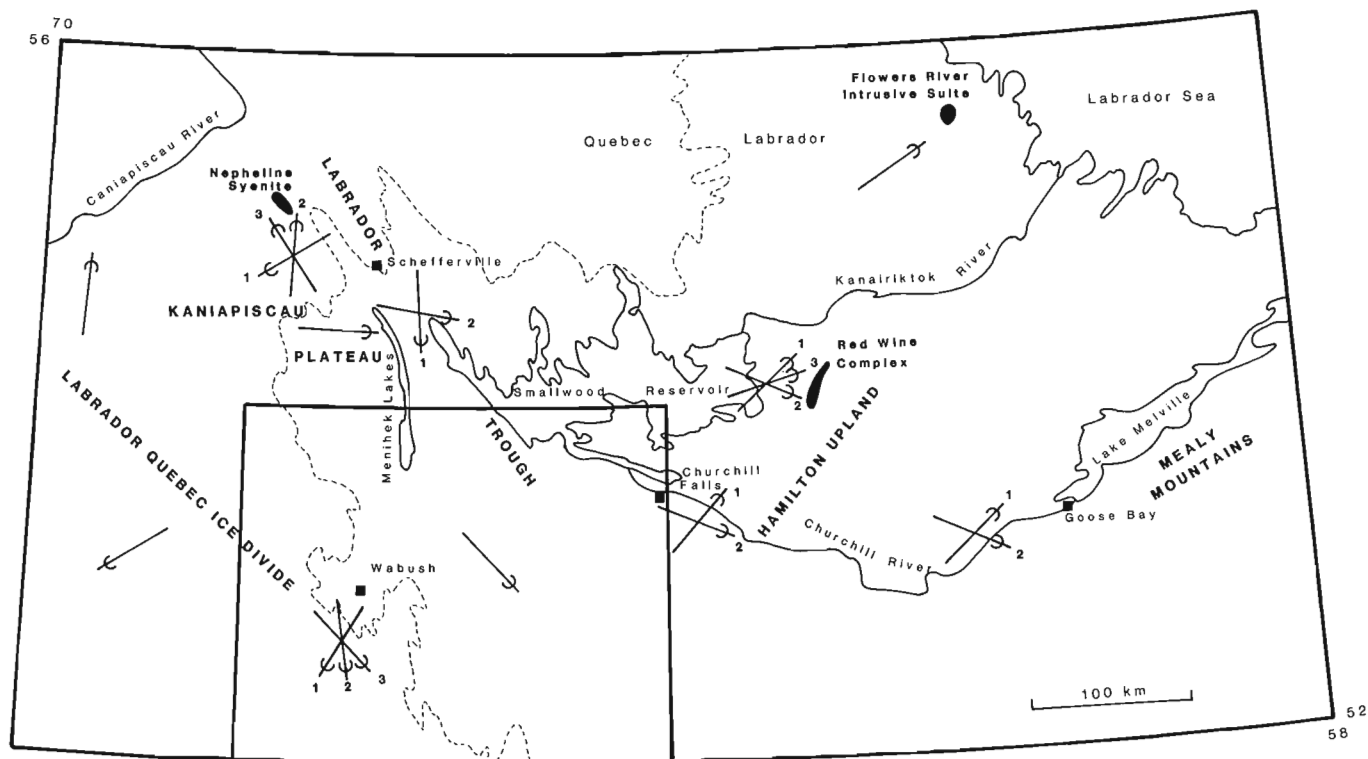 70
56
Flowers River
Intrusive Suite
Labrador Sea
Caniapiscau River
Quebec
Labrador
Nepheline
Syenite
LABRADOR
3
2
1
Schefferville
KANIAPISCAU
Kanairiktok River
2
1
PLATEAU
Menihek Lakes
LABRADOR QUEBEC ICE DIVIDE
Smallwood Reservoir
1
3
2
Red Wine
Complex
TROUGH
HAMILTON UPLAND
Lake Melville
MEALY
MOUNTAINS
Churchill
Falls
1
2
Churchill River
1
2
Goose Bay
Wabush
1
2
3
100 km
52
58